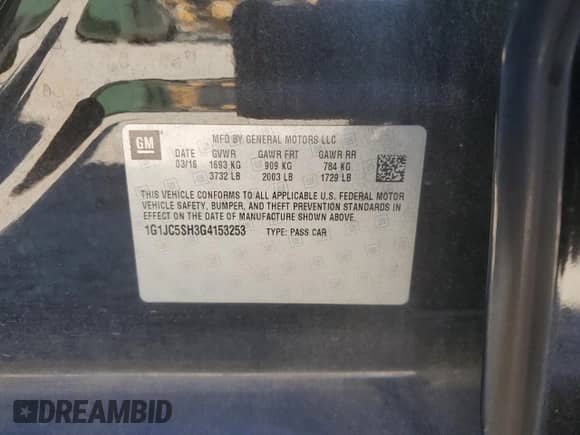 GM
MFD BY GENERAL MOTORS LLC
DATE GVWR GAWR FRT GAWR RR
03/16 1693 KG 909 KG 784 KG
3732 LB 2003 LB 1729 LB
THIS VEHICLE CONFORMS TO ALL APPLICABLE U.S. FEDERAL MOTOR
VEHICLE SAFETY, BUMPER, AND THEFT PREVENTION STANDARDS IN
EFFECT ON THE DATE OF MANUFACTURE SHOWN ABOVE.
1G1JC5SH3G4153253 TYPE: PASS CAR
DREAMBID